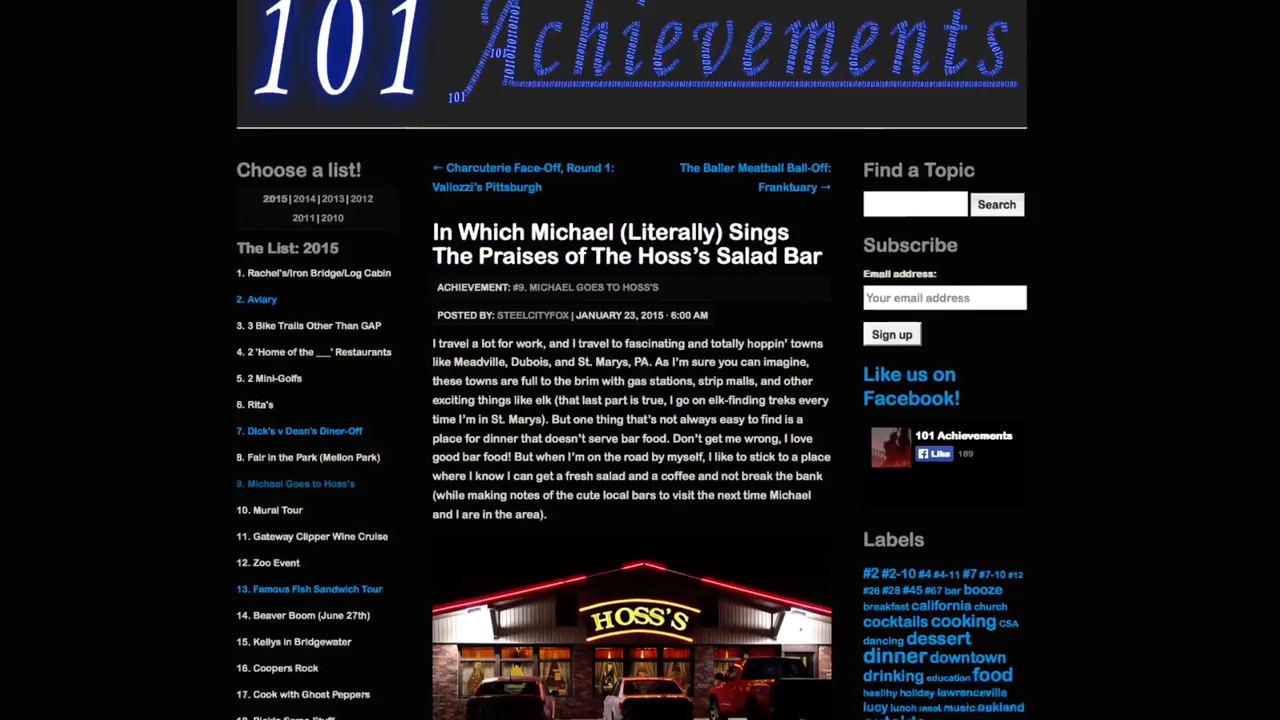 101 Achievements
101
Choose a list!
2015|2014|2013|2012
2011|2010
The List: 2015
1. Rachel's/Iron Bridge/Log Cabin
2. Aviary
3. 3 Bike Trails Other Than GAP
4. 2 'Home of the ___' Restaurants
5. 2 Mini-Golfs
6. Rita's
7. Dick's v Dean's Diner-Off
8. Fair in the Park (Mellon Park)
9. Michael Goes to Hoss's
10. Mural Tour
11. Gateway Clipper Wine Cruise
12. Zoo Event
13. Famous Fish Sandwich Tour
14. Beaver Boom (June 27th)
15. Kellys in Bridgewater
16. Coopers Rock
17. Cook with Ghost Peppers
18. Pickle Some Stuff
← Charcuterie Face-Off, Round 1:
Vallozzi's Pittsburgh
The Baller Meatball Ball-Off:
Franktuary →
In Which Michael (Literally) Sings
The Praises of The Hoss's Salad Bar
ACHIEVEMENT: #9. MICHAEL GOES TO HOSS'S
POSTED BY: STEELCITYFOX | JANUARY 23, 2015 · 6:00 AM
I travel a lot for work, and I travel to fascinating and totally hoppin' towns
like Meadville, Dubois, and St. Marys, PA. As I'm sure you can imagine,
these towns are full to the brim with gas stations, strip malls, and other
exciting things like elk (that last part is true, I go on elk-finding treks every
time I'm in St. Marys). But one thing that's not always easy to find is a
place for dinner that doesn't serve bar food. Don't get me wrong, I love
good bar food! But when I'm on the road by myself, I like to stick to a place
where I know I can get a fresh salad and a coffee and not break the bank
(while making notes of the cute local bars to visit the next time Michael
and I are in the area).
HOSS'S
Find a Topic
Search
Subscribe
Email address:
Your email address
Sign up
Like us on
Facebook!
101 Achievements
Like 189
Labels
#2 #2-10 #4 #4-11 #7 #7-10 #12
#26 #28 #45 #67 bar booze
breakfast california church
cocktails cooking CSA
dancing dessert
dinner downtown
drinking education food
healthy holiday lawrenceville
lucy lunch meat music oakland